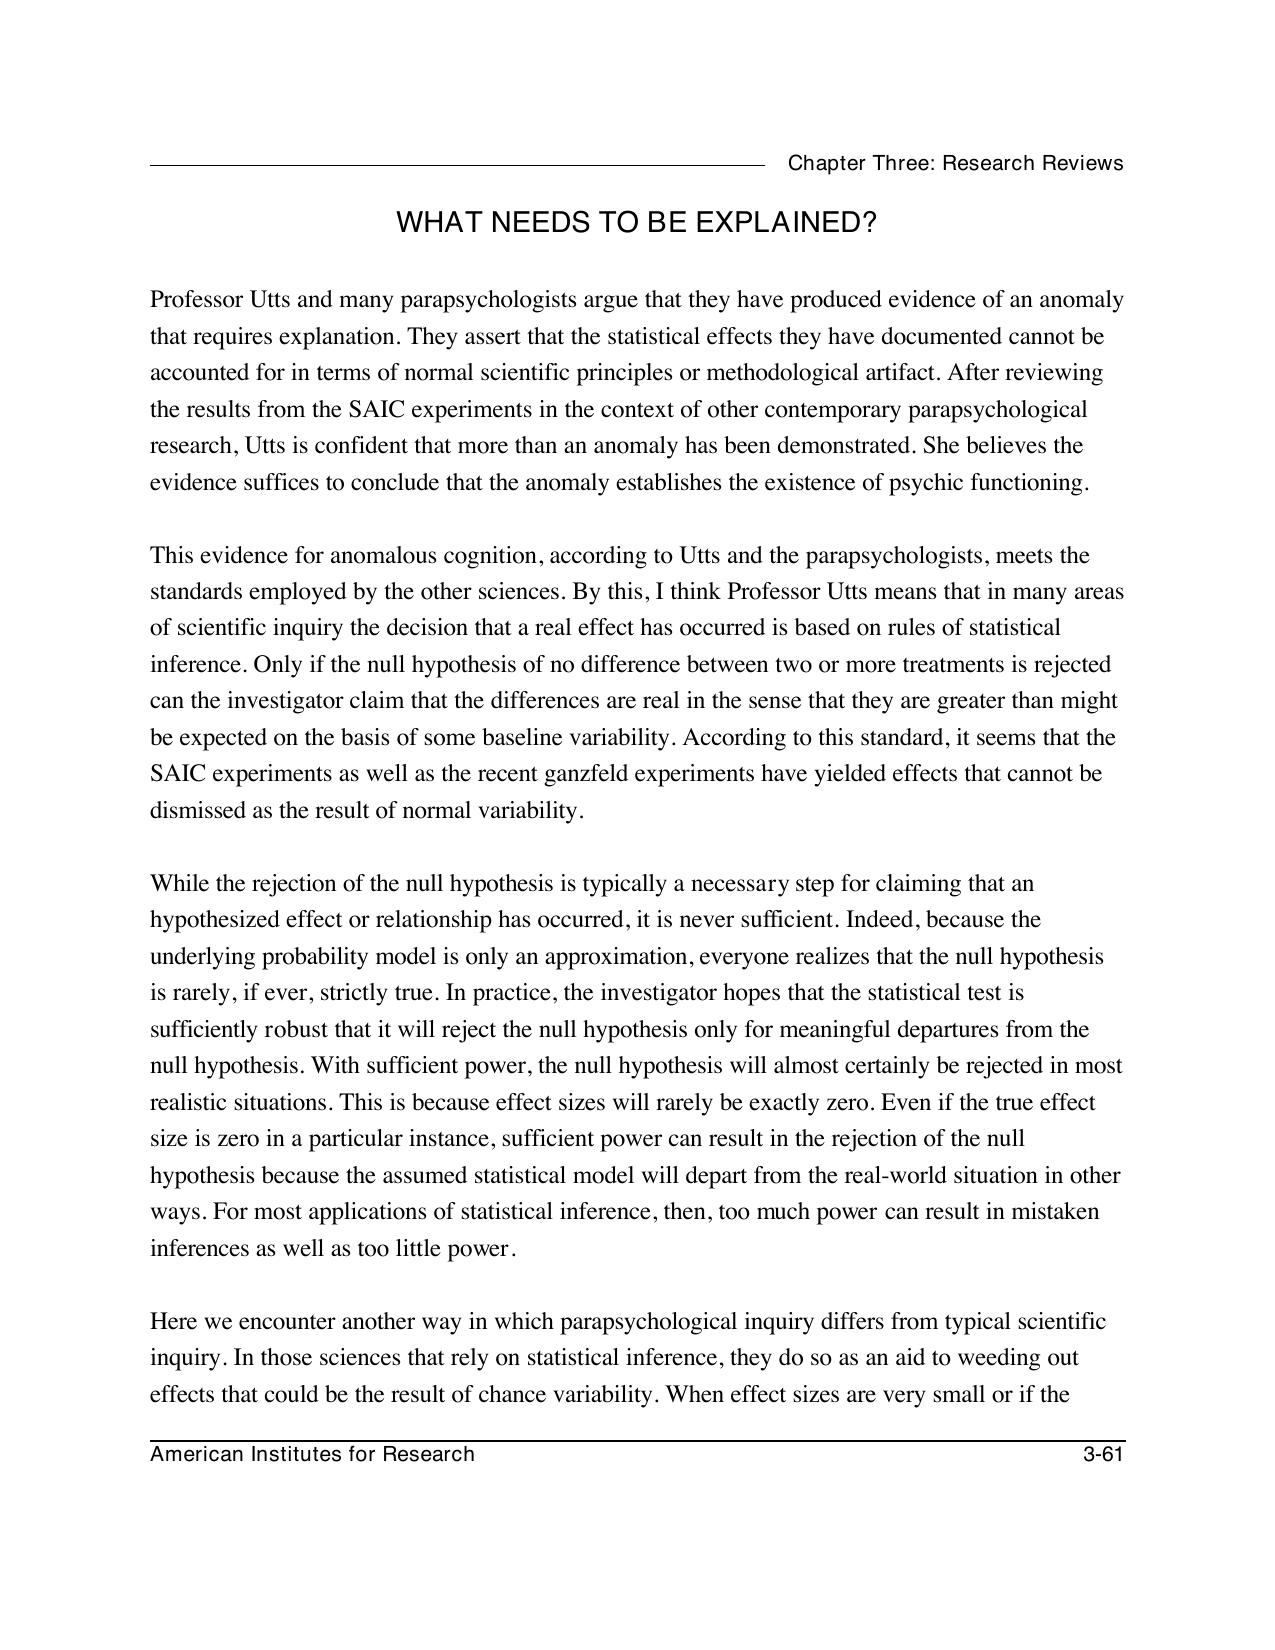 Chapter Three: Research Reviews
WHAT NEEDS TO BE EXPLAINED?
Professor Utts and many parapsychologists argue that they have produced evidence of an anomaly
that requires explanation. They assert that the statistical effects they have documented cannot be
accounted for in terms of normal scientific principles or methodological artifact. After reviewing
the results from the SAIC experiments in the context of other contemporary parapsychological
research, Utts is confident that more than an anomaly has been demonstrated. She believes the
evidence suffices to conclude that the anomaly establishes the existence of psychic functioning.
This evidence for anomalous cognition, according to Utts and the parapsychologists, meets the
standards employed by the other sciences. By this, I think Professor Utts means that in many areas
of scientific inquiry the decision that a real effect has occurred is based on rules of statistical
inference. Only if the null hypothesis of no difference between two or more treatments is rejected
can the investigator claim that the differences are real in the sense that they are greater than might
be expected on the basis of some baseline variability. According to this standard, it seems that the
SAIC experiments as well as the recent ganzfeld experiments have yielded effects that cannot be
dismissed as the result of normal variability.
While the rejection of the null hypothesis is typically a necessary step for claiming that an
hypothesized effect or relationship has occurred, it is never sufficient. Indeed, because the
underlying probability model is only an approximation, everyone realizes that the null hypothesis
is rarely, if ever, strictly true. In practice, the investigator hopes that the statistical test is
sufficiently robust that it will reject the null hypothesis only for meaningful departures from the
null hypothesis. With sufficient power, the null hypothesis will almost certainly be rejected in most
realistic situations. This is because effect sizes will rarely be exactly zero. Even if the true effect
size is zero in a particular instance, sufficient power can result in the rejection of the null
hypothesis because the assumed statistical model will depart from the real-world situation in other
ways. For most applications of statistical inference, then, too much power can result in mistaken
inferences as well as too little power.
Here we encounter another way in which parapsychological inquiry differs from typical scientific
inquiry. In those sciences that rely on statistical inference, they do so as an aid to weeding out
effects that could be the result of chance variability. When effect sizes are very small or if the
American Institutes for Research
3-61